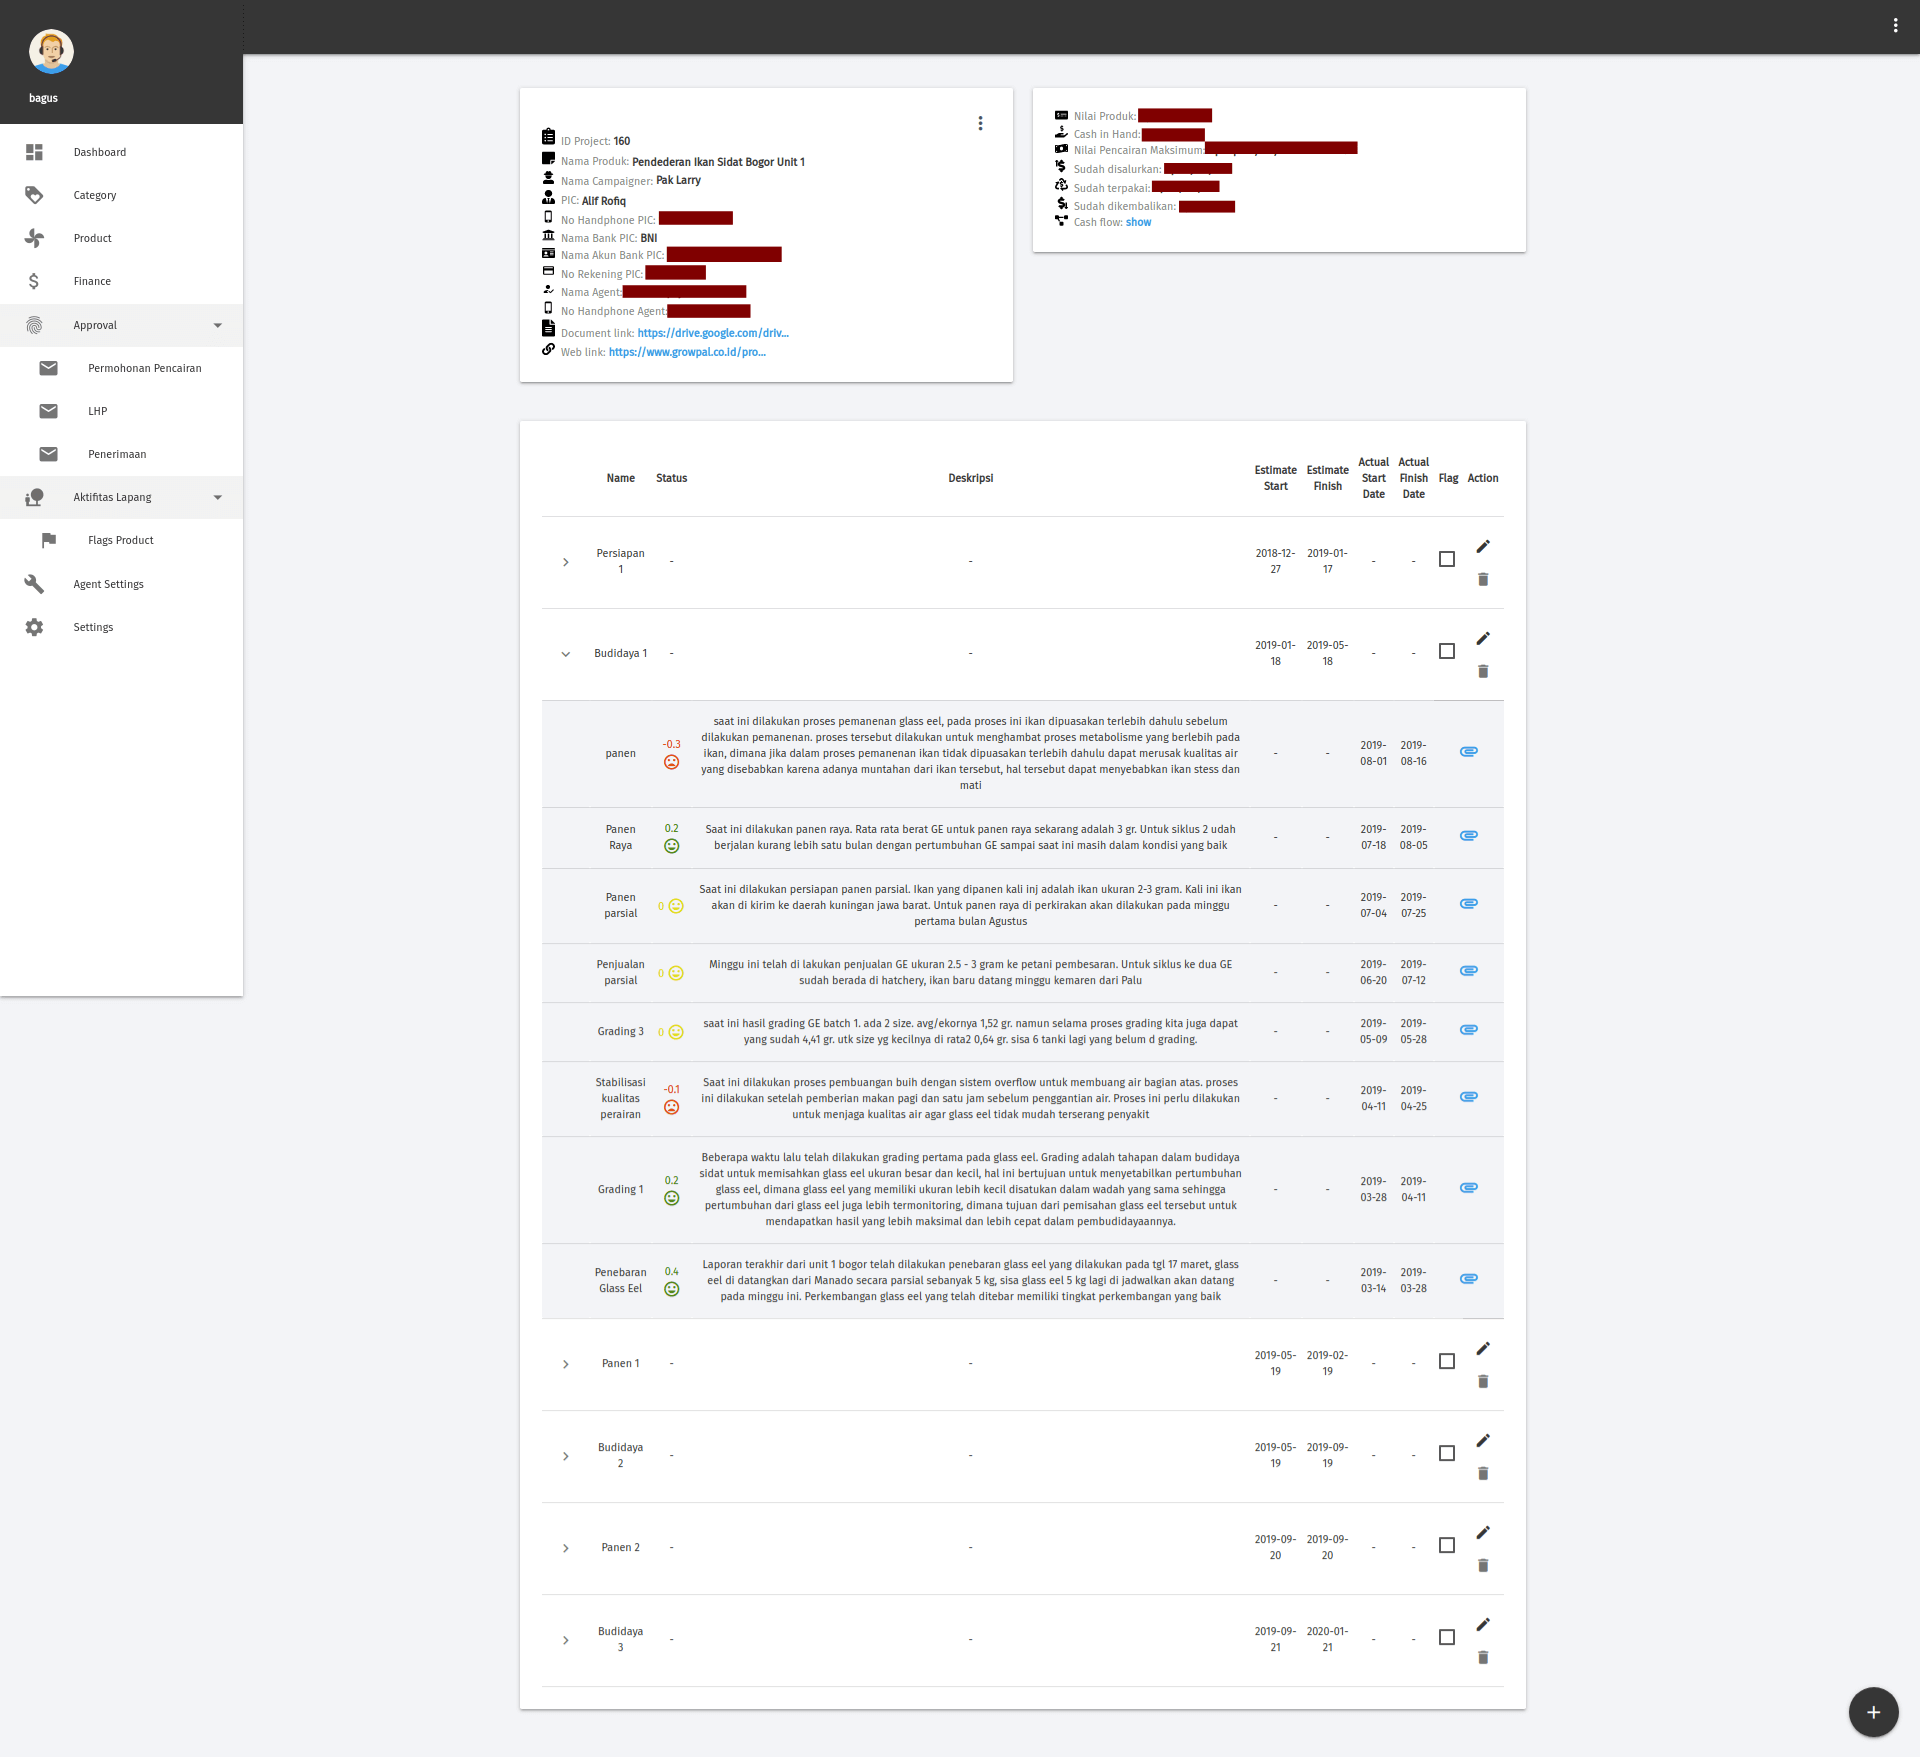 bagus
Dashboard
Category
Product
Finance
Approval
Permohonan Pencairan
LHP
Penerimaan
Aktifitas Lapang
Flags Product
Agent Settings
Settings
ID Project: 160
Nama Produk: Pendederan Ikan Sidat Bogor Unit 1
Nama Campaigner: Pak Larry
PIC: Alif Rofiq
No Handphone PIC:
Nama Bank PIC: BNI
Nama Akun Bank PIC:
No Rekening PIC:
Nama Agent:
No Handphone Agent:
Document link: https://drive.google.com/driv...
Web link: https://www.growpal.co.id/pro...
Nilai Produk:
Cash in Hand:
Nilai Pencairan Maksimum:
Sudah disalurkan:
Sudah terpakai:
Sudah dikembalikan:
Cash flow: show
Name Status Deskripsi Estimate Start Estimate Finish Actual Start Date Actual Finish Date Flag Action
Persiapan 1 - - 2018-12-27 2019-01-17 - -
Budidaya 1 - - 2019-01-18 2019-05-18 - -
panen
-0.3
saat ini dilakukan proses pemanenan glass eel, pada proses ini ikan dipuasakan terlebih dahulu sebelum
dilakukan pemanenan. proses tersebut dilakukan untuk menghambat proses metabolisme yang berlebih pada
ikan, dimana jika dalam proses pemanenan ikan tidak dipuasakan terlebih dahulu dapat merusak kualitas air
yang disebabkan karena adanya muntahan dari ikan tersebut, hal tersebut dapat menyebabkan ikan stess dan
mati
- - 2019-08-01 2019-08-16
Panen Raya
0.2
Saat ini dilakukan panen raya. Rata rata berat GE untuk panen raya sekarang adalah 3 gr. Untuk siklus 2 udah
berjalan kurang lebih satu bulan dengan pertumbuhan GE sampai saat ini masih dalam kondisi yang baik
- - 2019-07-18 2019-08-05
Panen parsial
0
Saat ini dilakukan persiapan panen parsial. Ikan yang dipanen kali inj adalah ikan ukuran 2-3 gram. Kali ini ikan
akan di kirim ke daerah kuningan jawa barat. Untuk panen raya di perkirakan akan dilakukan pada minggu
pertama bulan Agustus
- - 2019-07-04 2019-07-25
Penjualan parsial
0
Minggu ini telah di lakukan penjualan GE ukuran 2.5 - 3 gram ke petani pembesaran. Untuk siklus ke dua GE
sudah berada di hatchery, ikan baru datang minggu kemaren dari Palu
- - 2019-06-20 2019-07-12
Grading 3
0
saat ini hasil grading GE batch 1. ada 2 size. avg/ekornya 1,52 gr. namun selama proses grading kita juga dapat
yang sudah 4,41 gr. utk size yg kecilnya di rata2 0,64 gr. sisa 6 tanki lagi yang belum d grading.
- - 2019-05-09 2019-05-28
Stabilisasi kualitas perairan
-0.1
Saat ini dilakukan proses pembuangan buih dengan sistem overflow untuk membuang air bagian atas. proses
ini dilakukan setelah pemberian makan pagi dan satu jam sebelum penggantian air. Proses ini perlu dilakukan
untuk menjaga kualitas air agar glass eel tidak mudah terserang penyakit
- - 2019-04-11 2019-04-25
Grading 1
0.2
Beberapa waktu lalu telah dilakukan grading pertama pada glass eel. Grading adalah tahapan dalam budidaya
sidat untuk memisahkan glass eel ukuran besar dan kecil, hal ini bertujuan untuk menyetabilkan pertumbuhan
glass eel, dimana glass eel yang memiliki ukuran lebih kecil disatukan dalam wadah yang sama sehingga
pertumbuhan dari glass eel juga lebih termonitoring, dimana tujuan dari pemisahan glass eel tersebut untuk
mendapatkan hasil yang lebih maksimal dan lebih cepat dalam pembudidayaannya.
- - 2019-03-28 2019-04-11
Penebaran Glass Eel
0.4
Laporan terakhir dari unit 1 bogor telah dilakukan penebaran glass eel yang dilakukan pada tgl 17 maret, glass
eel di datangkan dari Manado secara parsial sebanyak 5 kg, sisa glass eel 5 kg lagi di jadwalkan akan datang
pada minggu ini. Perkembangan glass eel yang telah ditebar memiliki tingkat perkembangan yang baik
- - 2019-03-14 2019-03-28
Panen 1 - - 2019-05-19 2019-02-19 - -
Budidaya 2 - - 2019-05-19 2019-09-19 - -
Panen 2 - - 2019-09-20 2019-09-20 - -
Budidaya 3 - - 2019-09-21 2020-01-21 - -